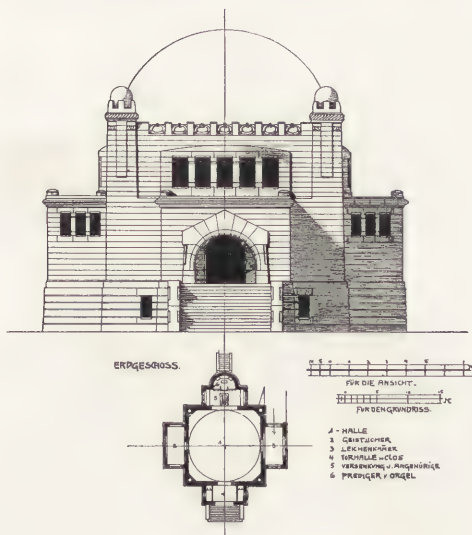 ERDGESCHOSS.
FÜR DIE ANSICHT.
FÜR DEN GRUNDRISS.
1 - HALLE
2 GEISTLICHER
3 LEICHENKAMER
4 VORHALLE u. CLOS
5 VERSENKUNG u. ANGEHÖRIGE
6 PREDIGER u. ORGEL